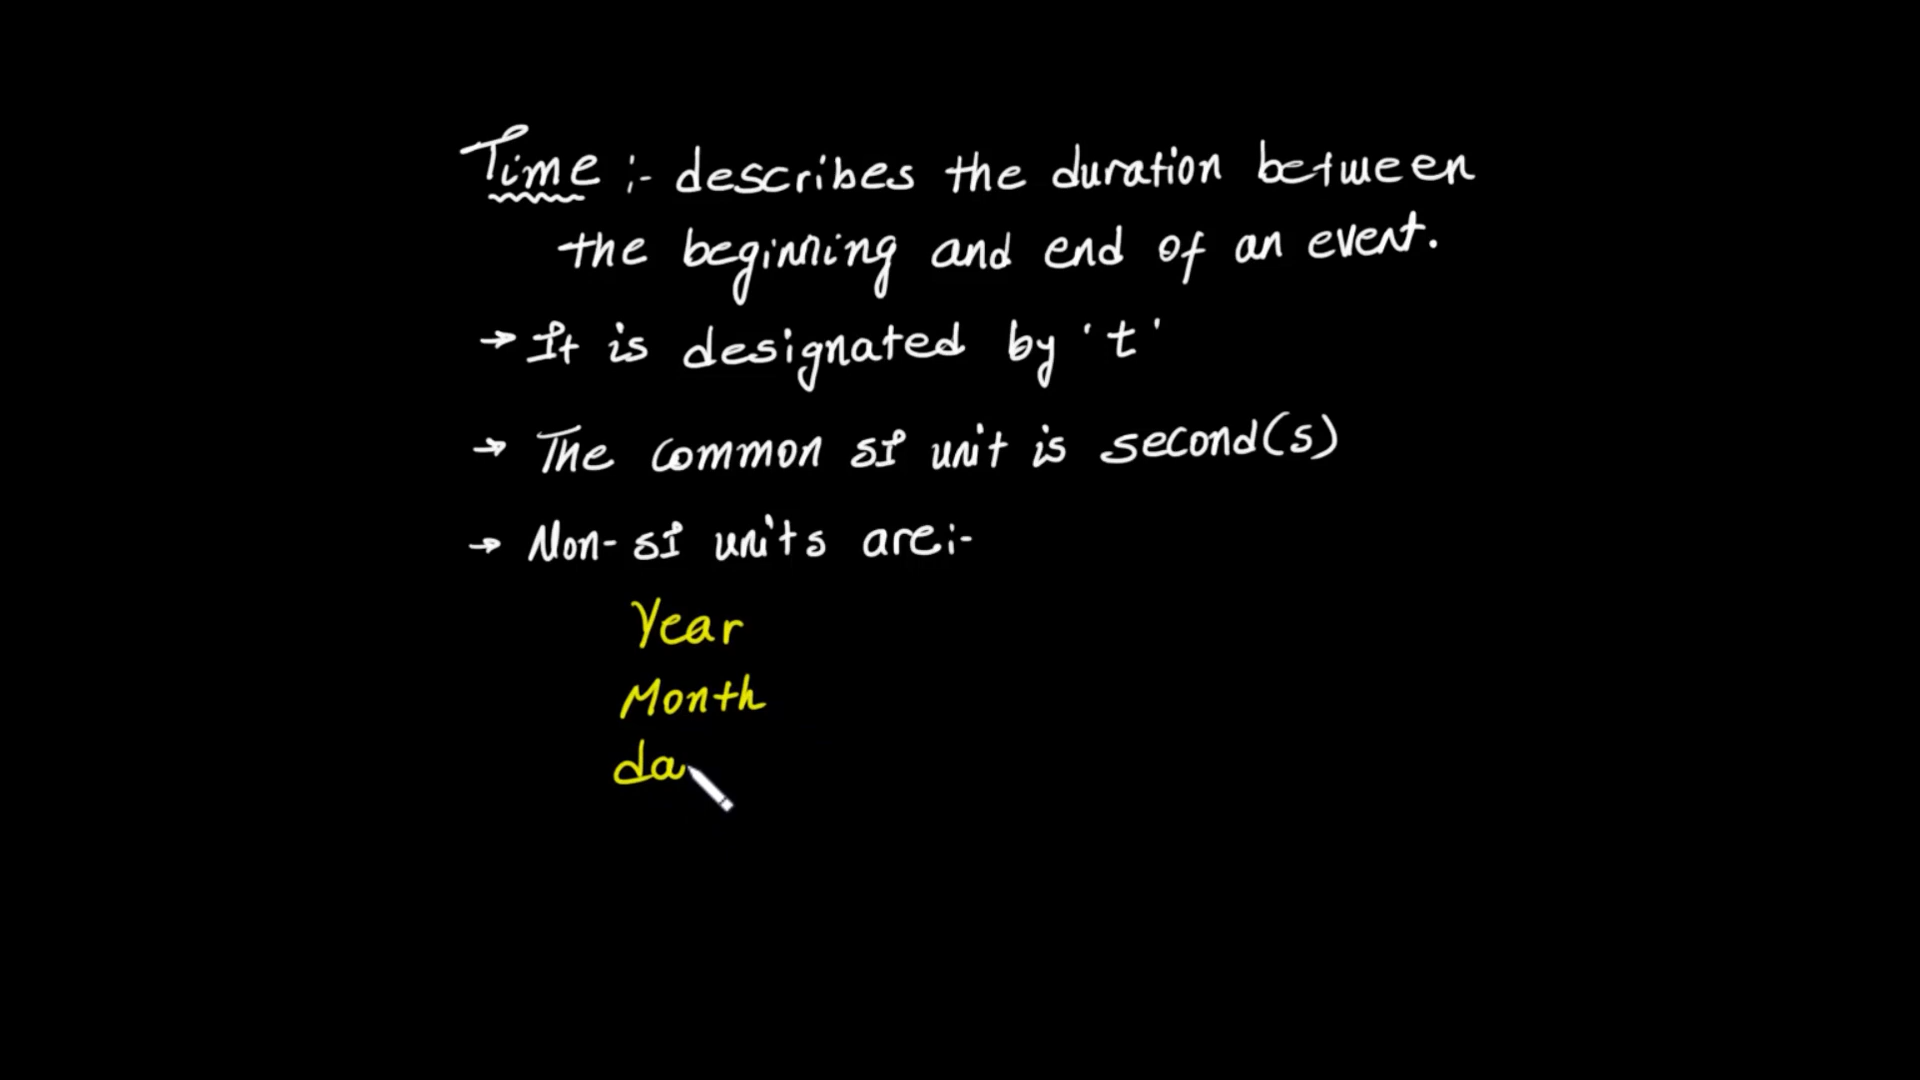 Time :- describes the duration between
the beginning and end of an event.
→ It is designated by 't'
→ The common SI unit is second(s)
→ Non-SI units are:-
Year
Month
da